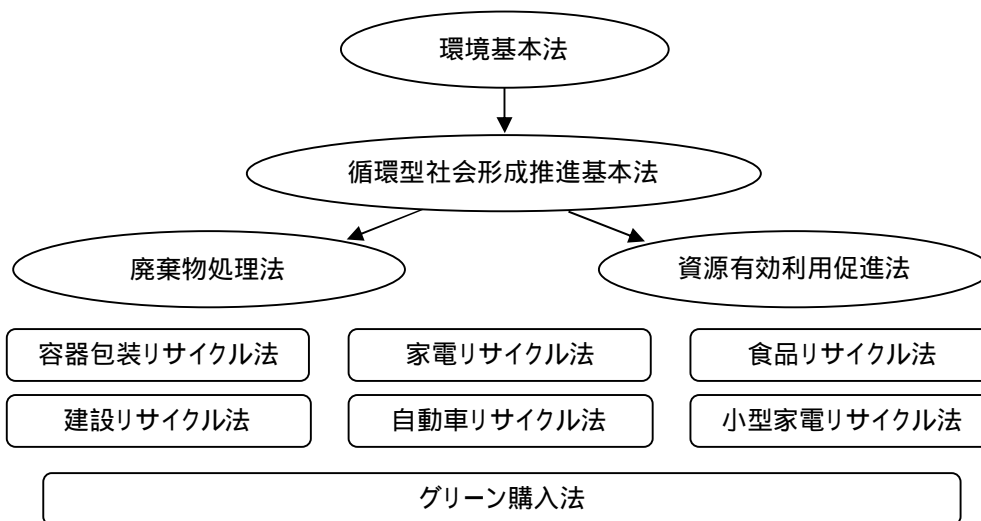 環境基本法
循環型社会形成推進基本法
廃棄物処理法
資源有効利用促進法
容器包装リサイクル法
家電リサイクル法
食品リサイクル法
建設リサイクル法
自動車リサイクル法
小型家電リサイクル法
グリーン購入法